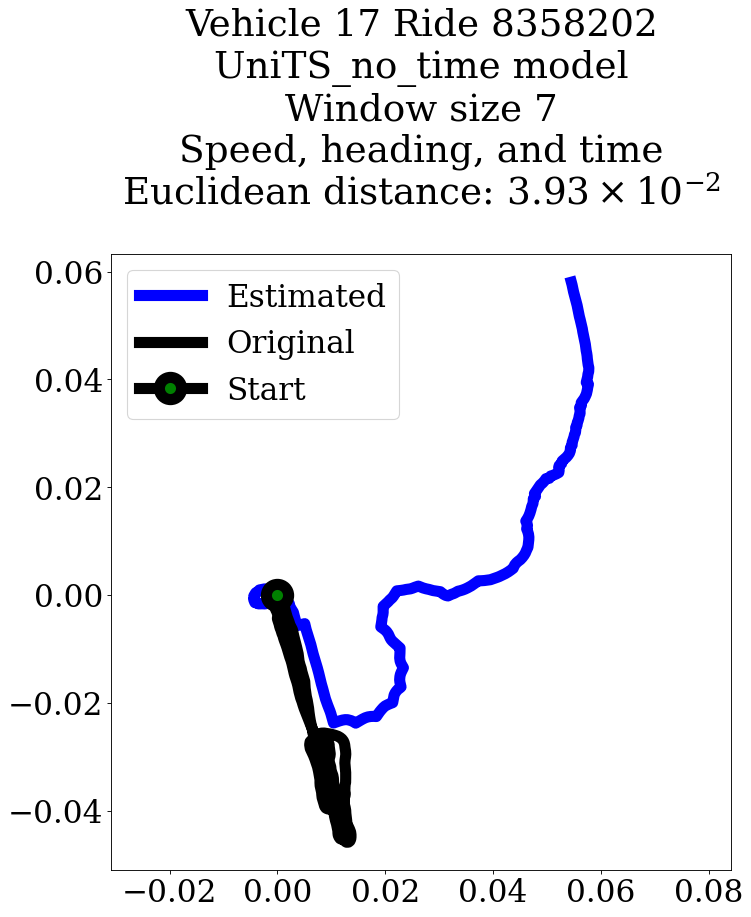 Vehicle 17 Ride 8358202
UniTS_no_time model
Window size 7
Speed, heading, and time
Euclidean distance: $3.93 \times 10^{-2}$
0.06
Estimated
Original
0.04
Start
0.02
0.00
−0.02
−0.04
−0.02 0.00 0.02 0.04 0.06 0.08